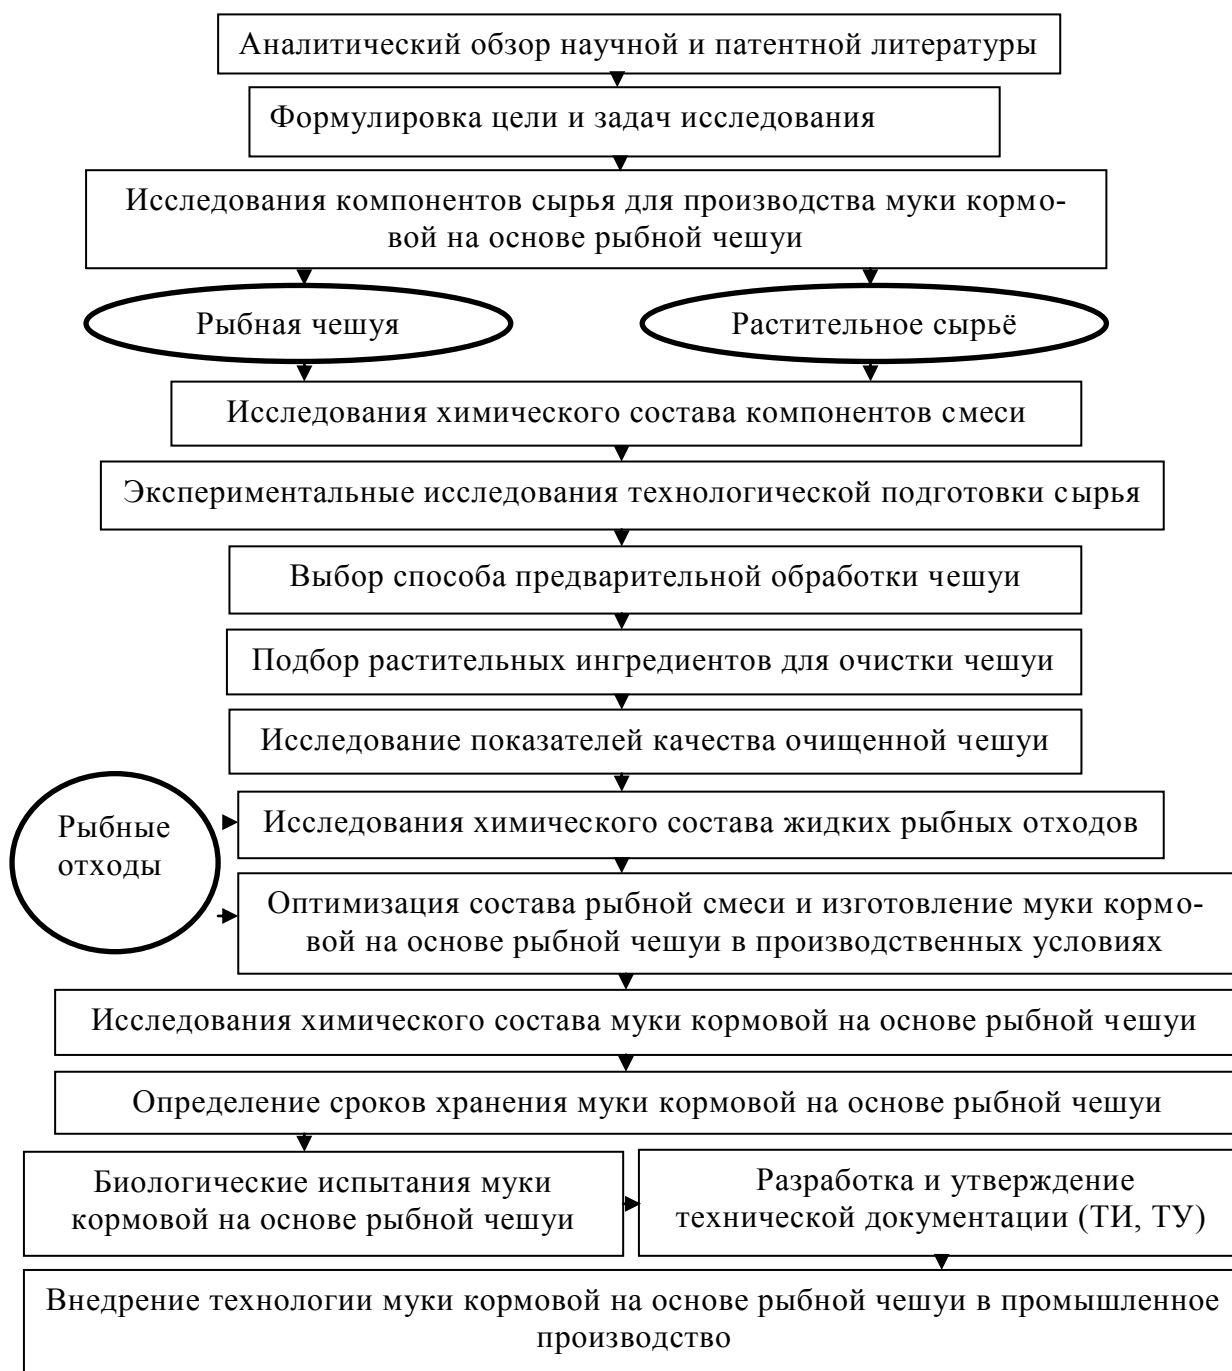 Аналитический обзор научной и патентной литературы
Формулировка цели и задач исследования
Исследования компонентов сырья для производства муки кормо-
вой на основе рыбной чешуи
Рыбная чешуя
Растительное сырьё
Исследования химического состава компонентов смеси
Экспериментальные исследования технологической подготовки сырья
Выбор способа предварительной обработки чешуи
Подбор растительных ингредиентов для очистки чешуи
Исследование показателей качества очищенной чешуи
Рыбные
отходы
Исследования химического состава жидких рыбных отходов
Оптимизация состава рыбной смеси и изготовление муки кормо-
вой на основе рыбной чешуи в производственных условиях
Исследования химического состава муки кормовой на основе рыбной чешуи
Определение сроков хранения муки кормовой на основе рыбной чешуи
Биологические испытания муки
кормовой на основе рыбной чешуи
Разработка и утверждение
технической документации (ТИ, ТУ)
Внедрение технологии муки кормовой на основе рыбной чешуи в промышленное
производство